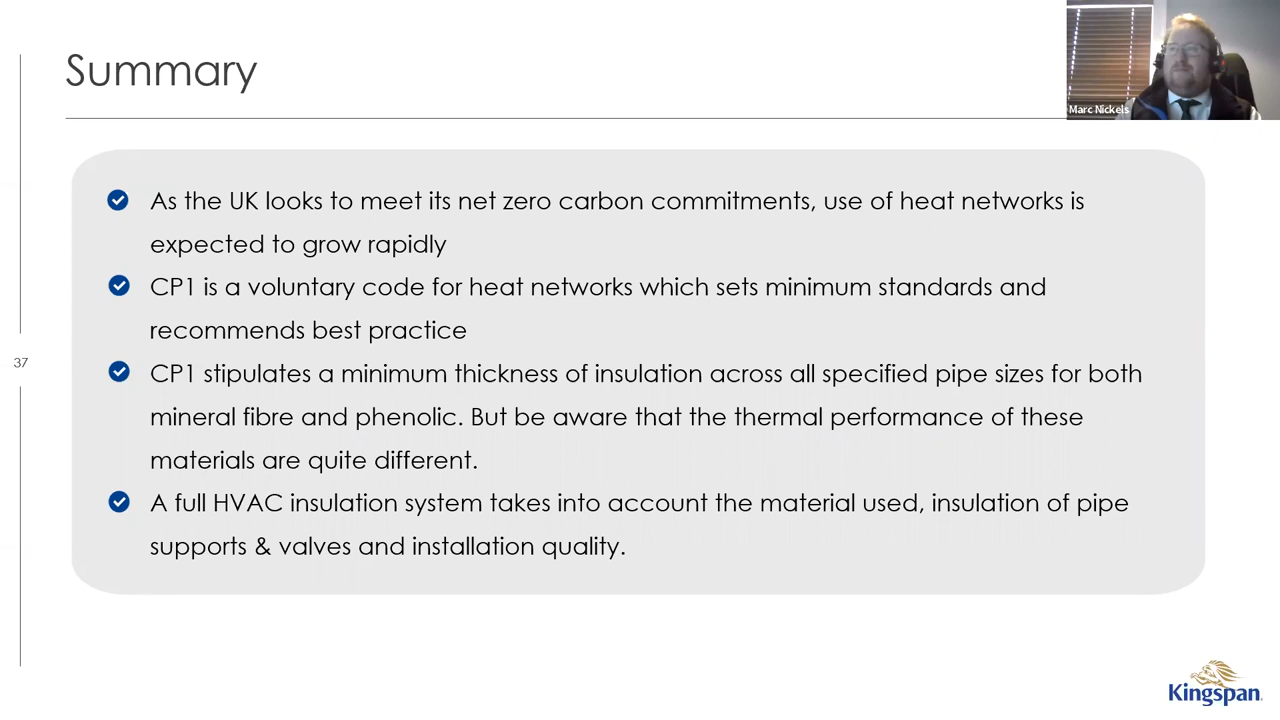 Summary
Marc Nickels
As the UK looks to meet its net zero carbon commitments, use of heat networks is
expected to grow rapidly
CP1 is a voluntary code for heat networks which sets minimum standards and
recommends best practice
37
CP1 stipulates a minimum thickness of insulation across all specified pipe sizes for both
mineral fibre and phenolic. But be aware that the thermal performance of these
materials are quite different.
A full HVAC insulation system takes into account the material used, insulation of pipe
supports & valves and installation quality.
Kingspan.